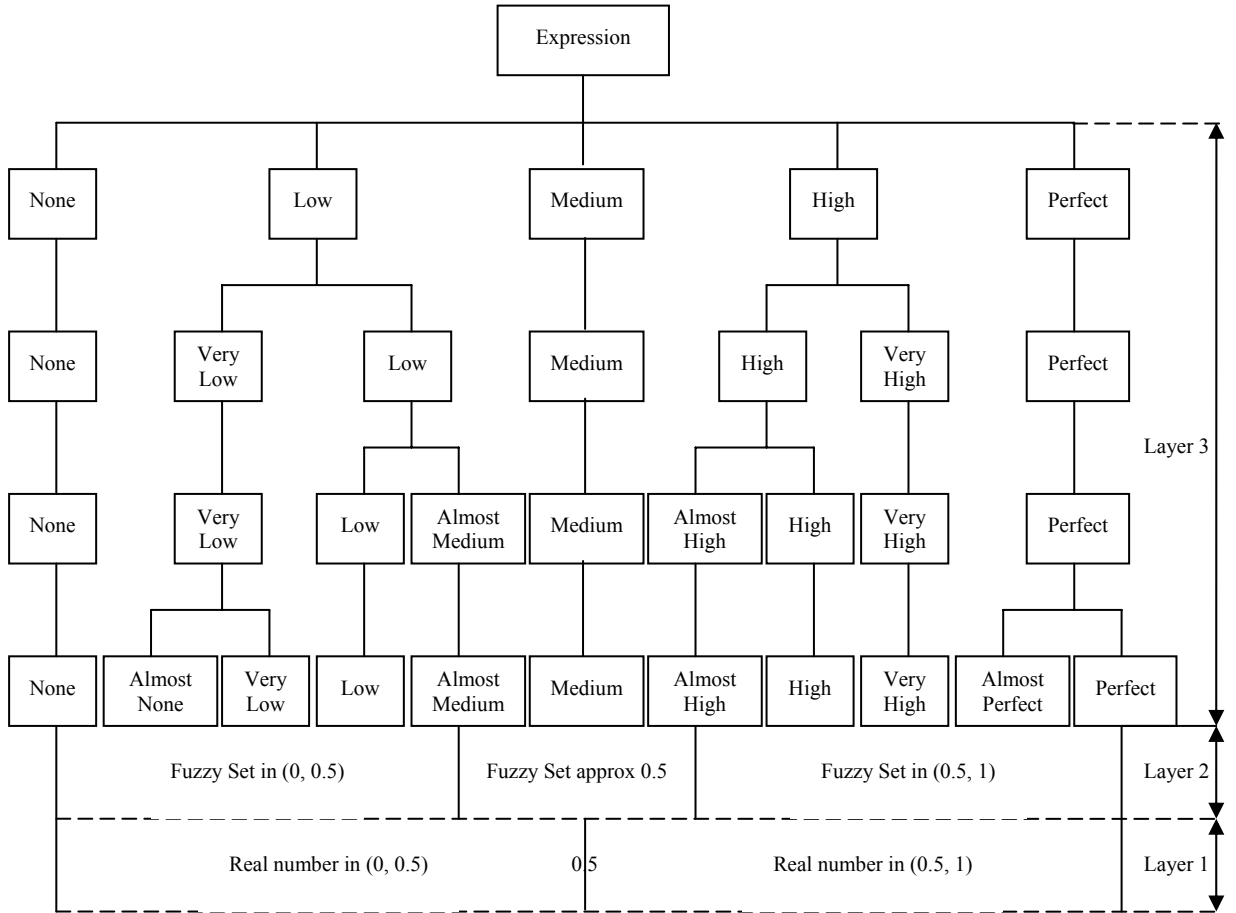 Expression
None
Low
Medium
High
Perfect
None
Very
Low
Low
Medium
High
Very
High
Perfect
Layer 3
None
Very
Low
Low
Almost
Medium
Medium
Almost
High
High
Very
High
Perfect
None
Almost
None
Very
Low
Low
Almost
Medium
Medium
Almost
High
High
Very
High
Almost
Perfect
Perfect
Fuzzy Set in (0, 0.5)
Fuzzy Set approx 0.5
Fuzzy Set in (0.5, 1)
Layer 2
Real number in (0, 0.5)
0.5
Real number in (0.5, 1)
Layer 1